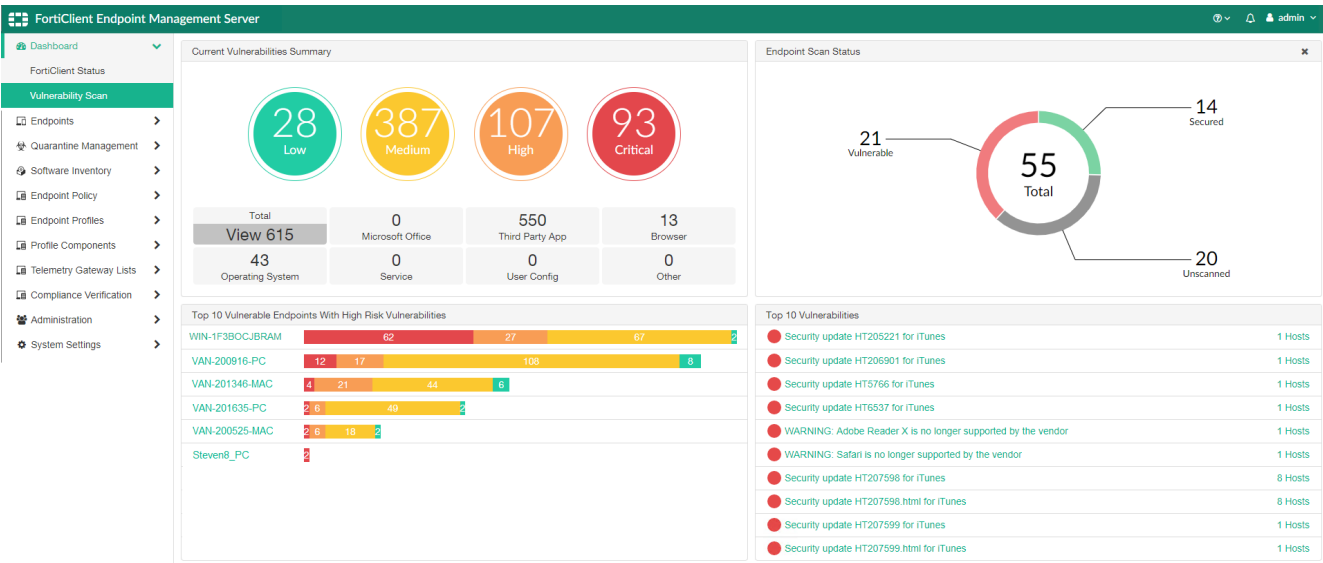 FortiClient Endpoint Management Server
admin
Dashboard
FortiClient Status
Vulnerability Scan
Endpoints
Quarantine Management
Software Inventory
Endpoint Policy
Endpoint Profiles
Profile Components
Telemetry Gateway Lists
Compliance Verification
Administration
System Settings
Current Vulnerabilities Summary
28
Low
387
Medium
107
High
93
Critical
Total
View 615
0
Microsoft Office
550
Third Party App
13
Browser
43
Operating System
0
Service
0
User Config
0
Other
Endpoint Scan Status
14
Secured
21
Vulnerable
55
Total
20
Unscanned
Top 10 Vulnerable Endpoints With High Risk Vulnerabilities
WIN-1F3BOCJBRAM 62 27 67 2
VAN-200916-PC 12 17 108 8
VAN-201346-MAC 4 21 44 6
VAN-201635-PC 2 6 49 2
VAN-200525-MAC 2 6 18 2
Steven8_PC 2
Top 10 Vulnerabilities
Security update HT205221 for iTunes 1 Hosts
Security update HT206901 for iTunes 1 Hosts
Security update HT5766 for iTunes 1 Hosts
Security update HT6537 for iTunes 1 Hosts
WARNING: Adobe Reader X is no longer supported by the vendor 1 Hosts
WARNING: Safari is no longer supported by the vendor 1 Hosts
Security update HT207598 for iTunes 8 Hosts
Security update HT207598.html for iTunes 8 Hosts
Security update HT207599 for iTunes 1 Hosts
Security update HT207599.html for iTunes 1 Hosts